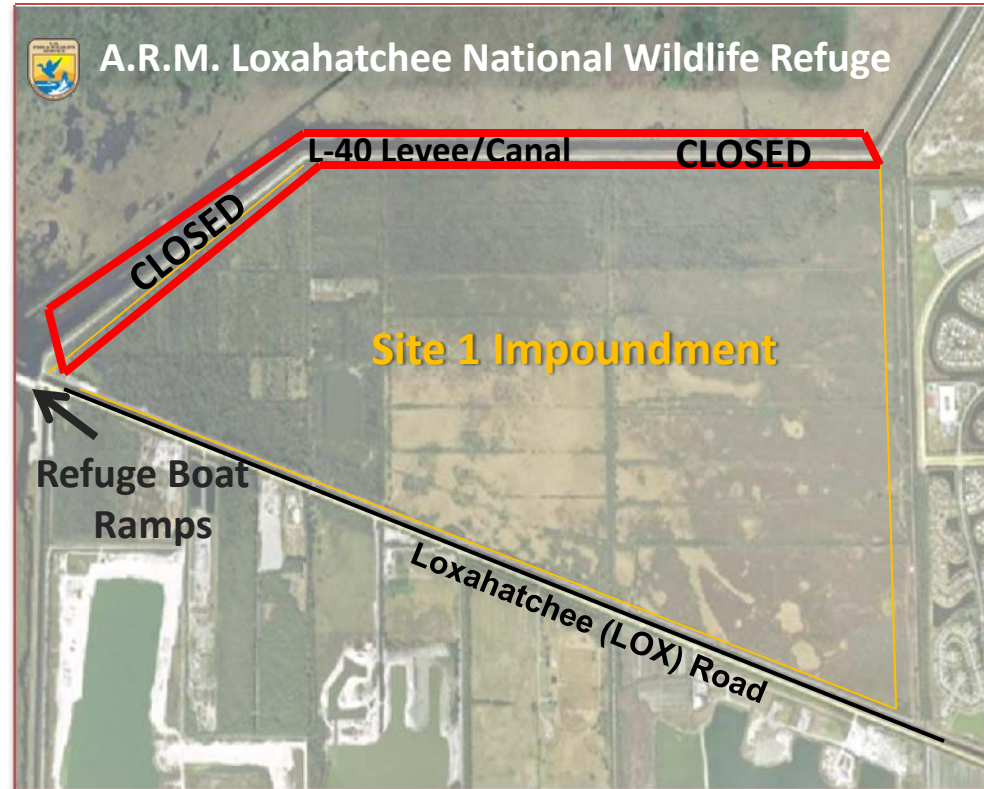 A.R.M. Loxahatchee National Wildlife Refuge
L-40 Levee/Canal
CLOSED
CLOSED
Site 1 Impoundment
Refuge Boat
Ramps
Loxahatchee (LOX) Road